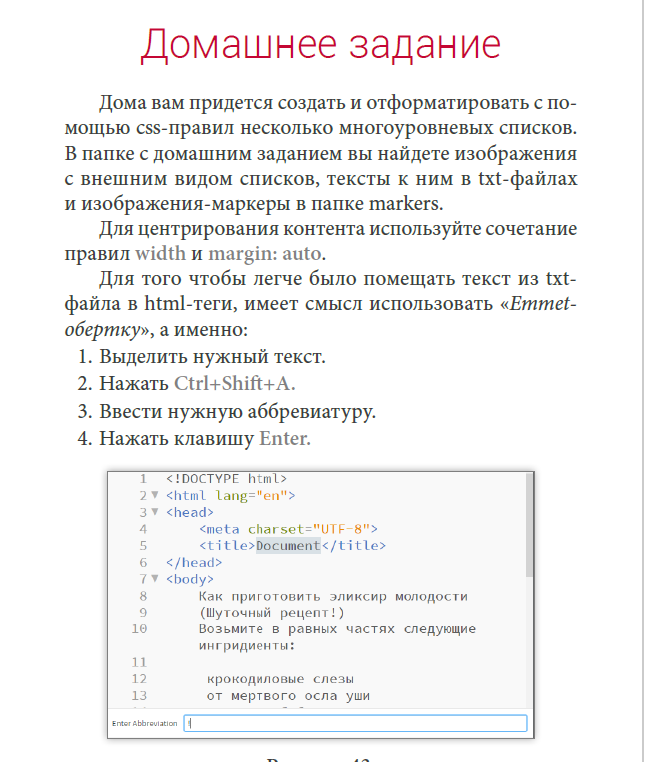 Домашнее задание
Дома вам придется создать и отформатировать с по-
мощью css-правил несколько многоуровневых списков.
В папке с домашним заданием вы найдете изображения
с внешним видом списков, тексты к ним в txt-файлах
и изображения-маркеры в папке markers.
Для центрирования контента используйте сочетание
правил width и margin: auto.
Для того чтобы легче было помещать текст из txt-
файла в html-теги, имеет смысл использовать «Emmet-
обертку», а именно:
1. Выделить нужный текст.
2. Нажать Ctrl+Shift+A.
3. Ввести нужную аббревиатуру.
4. Нажать клавишу Enter.
1 <!DOCTYPE html>
2 <html lang="en">
3 <head>
4 <meta charset="UTF-8">
5 <title>Document</title>
6 </head>
7 <body>
8 Как приготовить эликсир молодости
9 (Шуточный рецепт!)
10 Возьмите в равных частях следующие
ингридиенты:
11
12 крокодиловые слезы
13 от мертвого осла уши
Enter Abbreviation